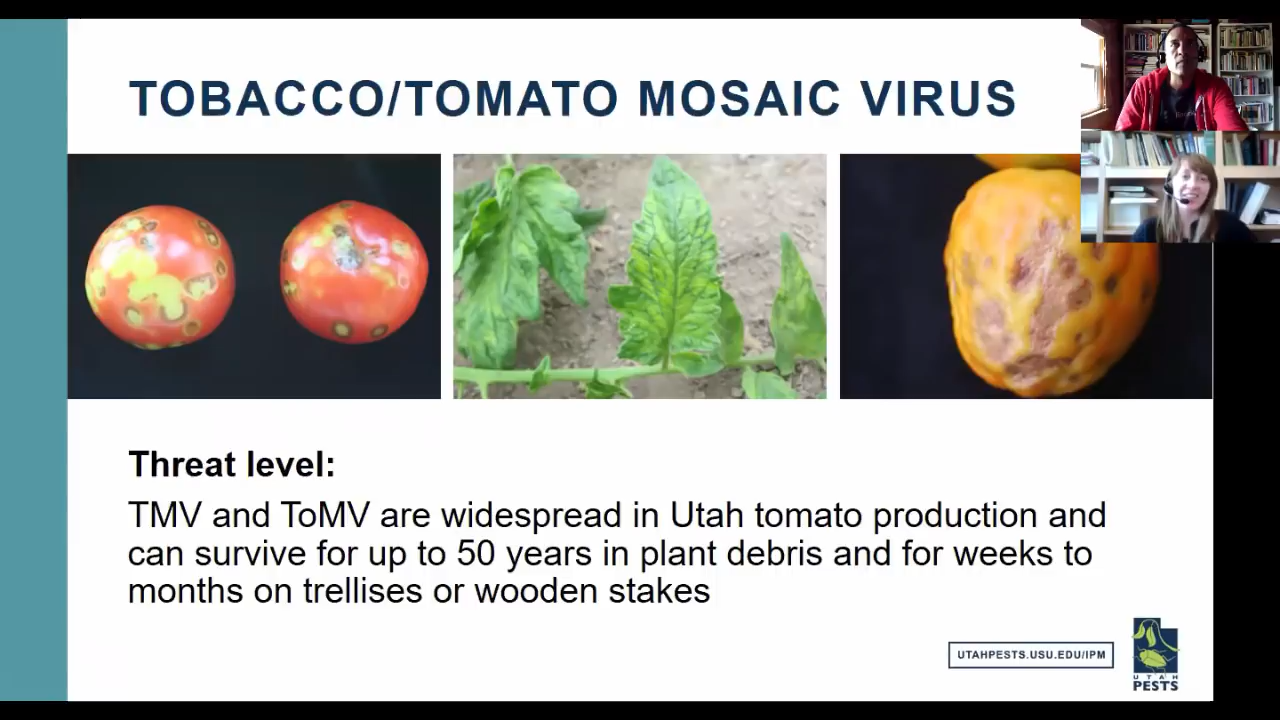 TOBACCO/TOMATO MOSAIC VIRUS
Threat level:
TMV and ToMV are widespread in Utah tomato production and
can survive for up to 50 years in plant debris and for weeks to
months on trellises or wooden stakes
UTAHPESTS.USU.EDU/IPM
UTAH
PESTS